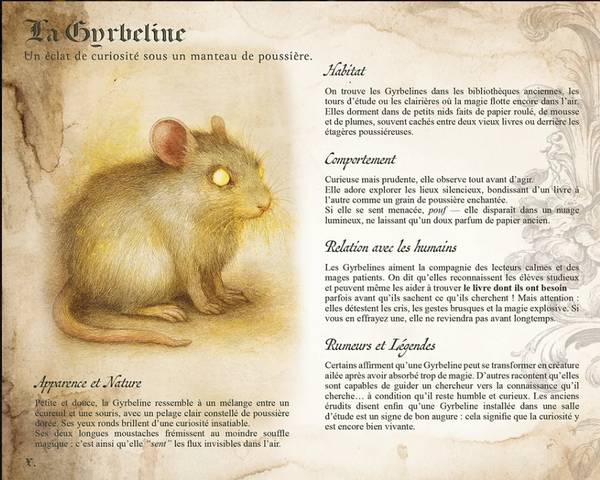 La Gyrbeline
Un éclat de curiosité sous un manteau de poussière.
Apparence et Nature
Petite et douce, la Gyrbeline ressemble à un mélange entre un
écureuil et une souris, avec un pelage clair constellé de poussière
dorée. Ses yeux ronds brillent d'une curiosité insatiable.
Ses deux longues moustaches frémissent au moindre souffle
magique : c'est ainsi qu'elle "sent" les flux invisibles dans l'air.
Habitat
On trouve les Gyrbelines dans les bibliothèques anciennes, les
tours d'étude ou les clairières où la magie flotte encore dans l'air.
Elles dorment dans de petits nids faits de papier roulé, de mousse
et de plumes, souvent cachés entre deux vieux livres ou derrière les
étagères poussiéreuses.
Comportement
Curieuse mais prudente, elle observe tout avant d'agir.
Elle adore explorer les lieux silencieux, bondissant d'un livre à
l'autre comme un grain de poussière enchantée.
Si elle se sent menacée, pouf — elle disparaît dans un nuage
lumineux, ne laissant qu'un doux parfum de papier ancien.
Relation avec les humains
Les Gyrbelines aiment la compagnie des lecteurs calmes et des
mages patients. On dit qu'elles reconnaissent les élèves studieux
et peuvent même les aider à trouver le livre dont ils ont besoin —
parfois avant qu'ils sachent ce qu'ils cherchent ! Mais attention :
elles détestent les cris, les gestes brusques et la magie explosive. Si
vous en effrayez une, elle ne reviendra pas avant longtemps.
Rumeurs et Légendes
Certains affirment qu'une Gyrbeline peut se transformer en créature
ailée après avoir absorbé trop de magie. D'autres racontent qu'elles
sont capables de guider un chercheur vers la connaissance qu'il
cherche… à condition qu'il reste humble et curieux. Les anciens
érudits disent enfin qu'une Gyrbeline installée dans une salle
d'étude est un signe de bon augure : cela signifie que la curiosité y
est encore bien vivante.